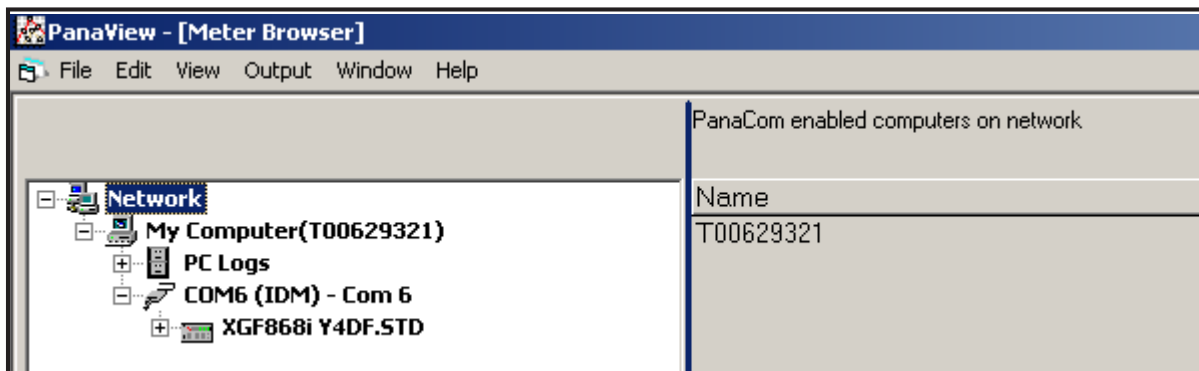 PanaView - [Meter Browser]
File Edit View Output Window Help
PanaCom enabled computers on network
Network
My Computer(T00629321)
PC Logs
COM6 (IDM) - Com 6
XGF868i Y4DF.STD
Name
T00629321